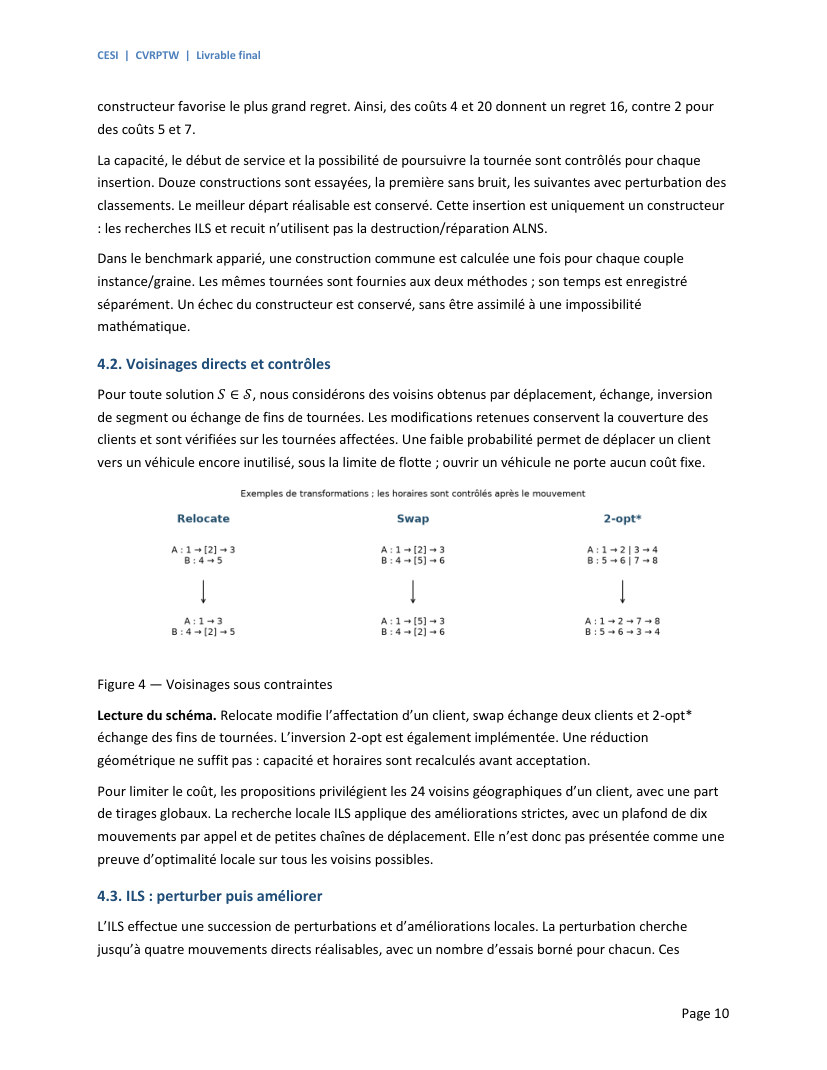 CESI | CVRPTW | Livrable final
constructeur favorise le plus grand regret. Ainsi, des coûts 4 et 20 donnent un regret 16, contre 2 pour
des coûts 5 et 7.
La capacité, le début de service et la possibilité de poursuivre la tournée sont contrôlés pour chaque
insertion. Douze constructions sont essayées, la première sans bruit, les suivantes avec perturbation des
classements. Le meilleur départ réalisable est conservé. Cette insertion est uniquement un constructeur
: les recherches ILS et recuit n’utilisent pas la destruction/réparation ALNS.
Dans le benchmark apparié, une construction commune est calculée une fois pour chaque couple
instance/graine. Les mêmes tournées sont fournies aux deux méthodes ; son temps est enregistré
séparément. Un échec du constructeur est conservé, sans être assimilé à une impossibilité
mathématique.
4.2. Voisinages directs et contrôles
Pour toute solution 𝑆 ∈ 𝒮, nous considérons des voisins obtenus par déplacement, échange, inversion
de segment ou échange de fins de tournées. Les modifications retenues conservent la couverture des
clients et sont vérifiées sur les tournées affectées. Une faible probabilité permet de déplacer un client
vers un véhicule encore inutilisé, sous la limite de flotte ; ouvrir un véhicule ne porte aucun coût fixe.
Exemples de transformations ; les horaires sont contrôlés après le mouvement
Relocate
A : 1 → [2] → 3
B : 4 → 5
A : 1 → 3
B : 4 → [2] → 5
Swap
A : 1 → [2] → 3
B : 4 → [5] → 6
A : 1 → [5] → 3
B : 4 → [2] → 6
2-opt*
A : 1 → 2 | 3 → 4
B : 5 → 6 | 7 → 8
A : 1 → 2 → 7 → 8
B : 5 → 6 → 3 → 4
Figure 4 — Voisinages sous contraintes
Lecture du schéma. Relocate modifie l’affectation d’un client, swap échange deux clients et 2-opt*
échange des fins de tournées. L’inversion 2-opt est également implémentée. Une réduction
géométrique ne suffit pas : capacité et horaires sont recalculés avant acceptation.
Pour limiter le coût, les propositions privilégient les 24 voisins géographiques d’un client, avec une part
de tirages globaux. La recherche locale ILS applique des améliorations strictes, avec un plafond de dix
mouvements par appel et de petites chaînes de déplacement. Elle n’est donc pas présentée comme une
preuve d’optimalité locale sur tous les voisins possibles.
4.3. ILS : perturber puis améliorer
L’ILS effectue une succession de perturbations et d’améliorations locales. La perturbation cherche
jusqu’à quatre mouvements directs réalisables, avec un nombre d’essais borné pour chacun. Ces
Page 10